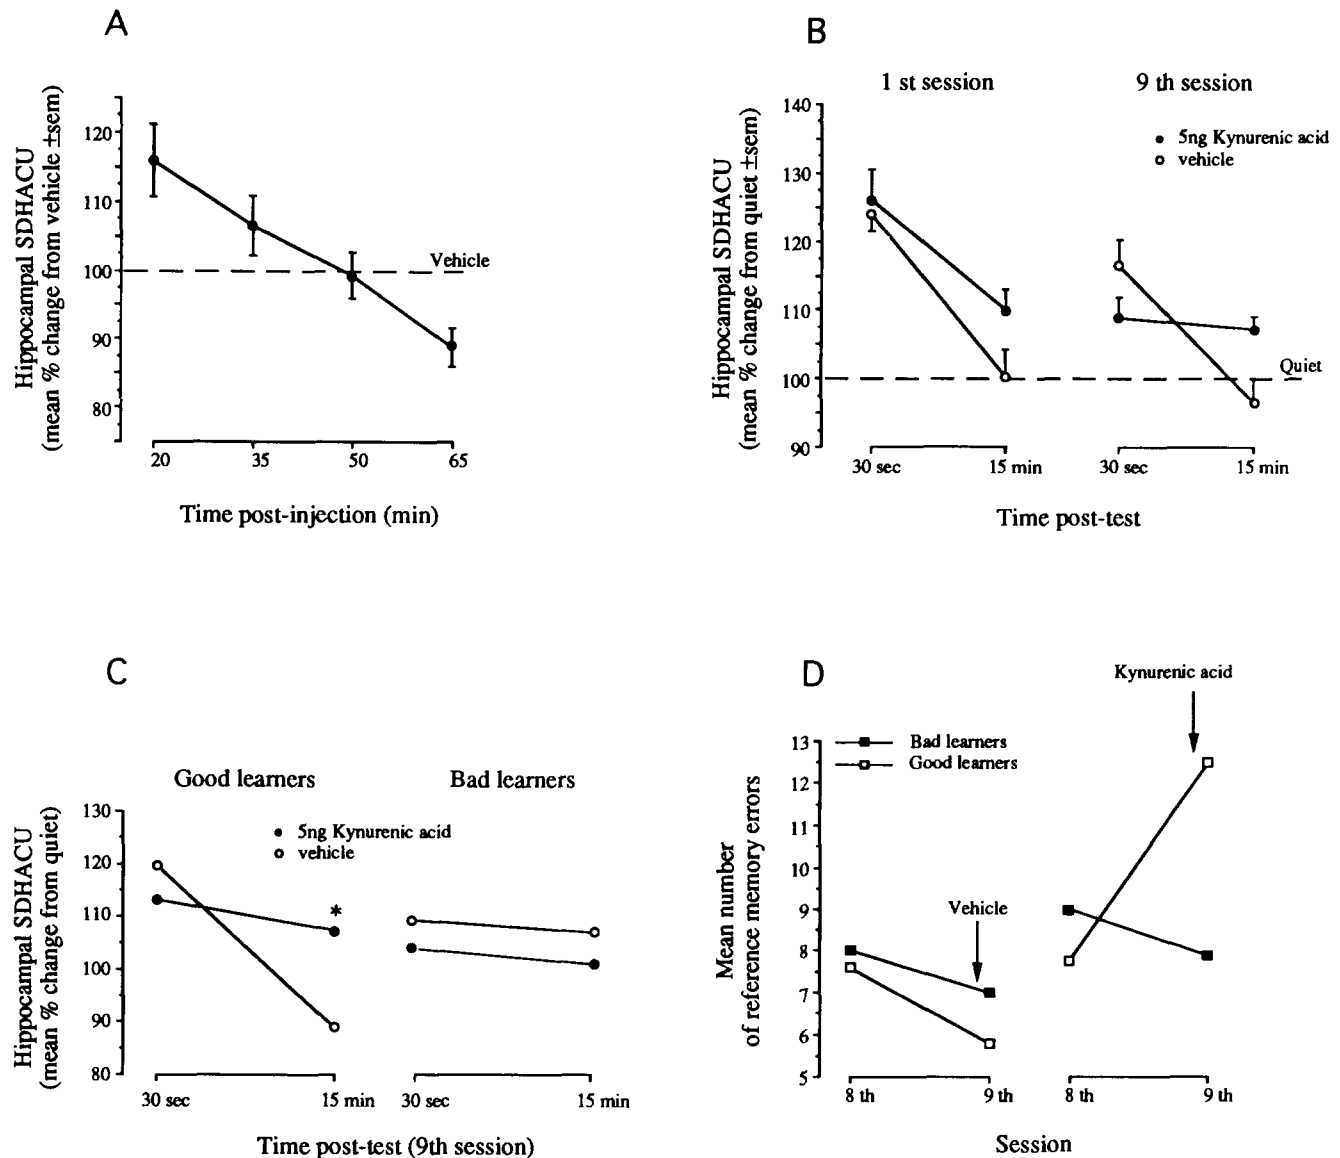 A
Hippocampal SDHACU
(mean % change from vehicle ±sem)
120
110
100
90
80
Vehicle
20 35 50 65
Time post-injection (min)
B
1 st session 9 th session
5ng Kynurenic acid
vehicle
Hippocampal SDHACU
(mean % change from quiet ±sem)
140
130
120
110
100
90
Quiet
30 sec 15 min 30 sec 15 min
Time post-test
C
Good learners Bad learners
5ng Kynurenic acid
vehicle
Hippocampal SDHACU
(mean % change from quiet)
130
120
110
100
90
80
*
30 sec 15 min 30 sec 15 min
Time post-test (9th session)
D
Kynurenic acid
Bad learners
Good learners
Vehicle
Mean number
of reference memory errors
13
12
11
10
9
8
7
6
5
8 th 9 th 8 th 9 th
Session